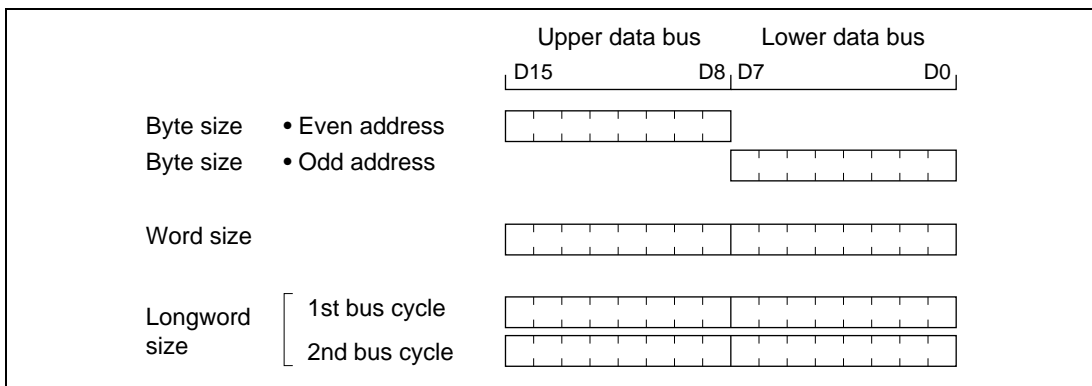 Upper data bus Lower data bus
D15 D8 D7 D0
Byte size • Even address
Byte size • Odd address
Word size
Longword size
1st bus cycle
2nd bus cycle